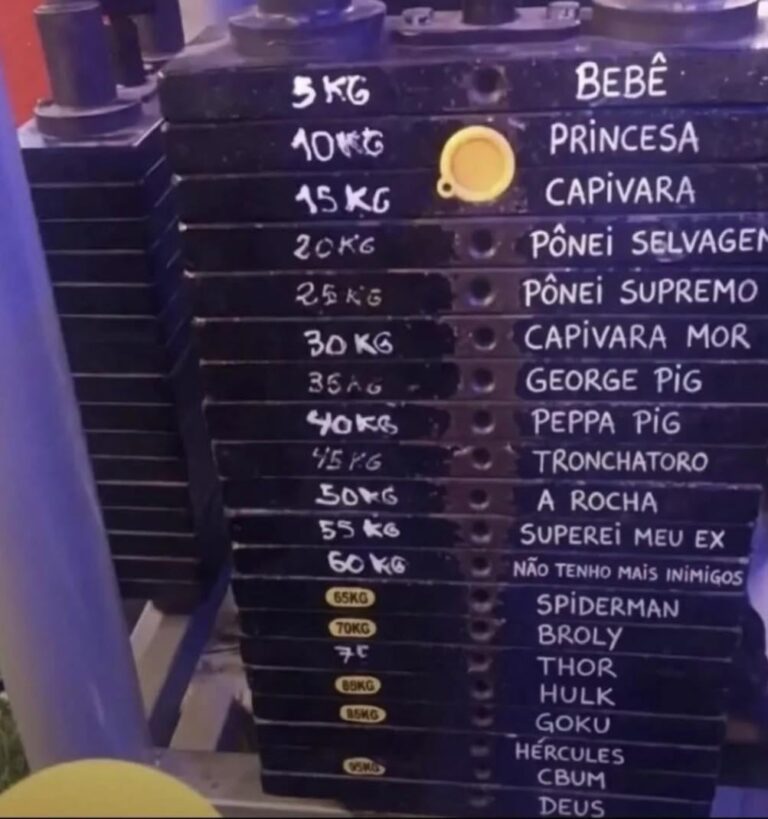 5KG BEBÊ
10KG PRINCESA
15KG CAPIVARA
20KG PÔNEI SELVAGEM
25KG PÔNEI SUPREMO
30KG CAPIVARA MOR
35KG GEORGE PIG
40KG PEPPA PIG
45KG TRONCHATORO
50KG A ROCHA
55KG SUPEREI MEU EX
60KG NÃO TENHO MAIS INIMIGOS
65KG SPIDERMAN
70KG BROLY
75 THOR
HULK
85KG GOKU
HÉRCULES
95KG CBUM
DEUS